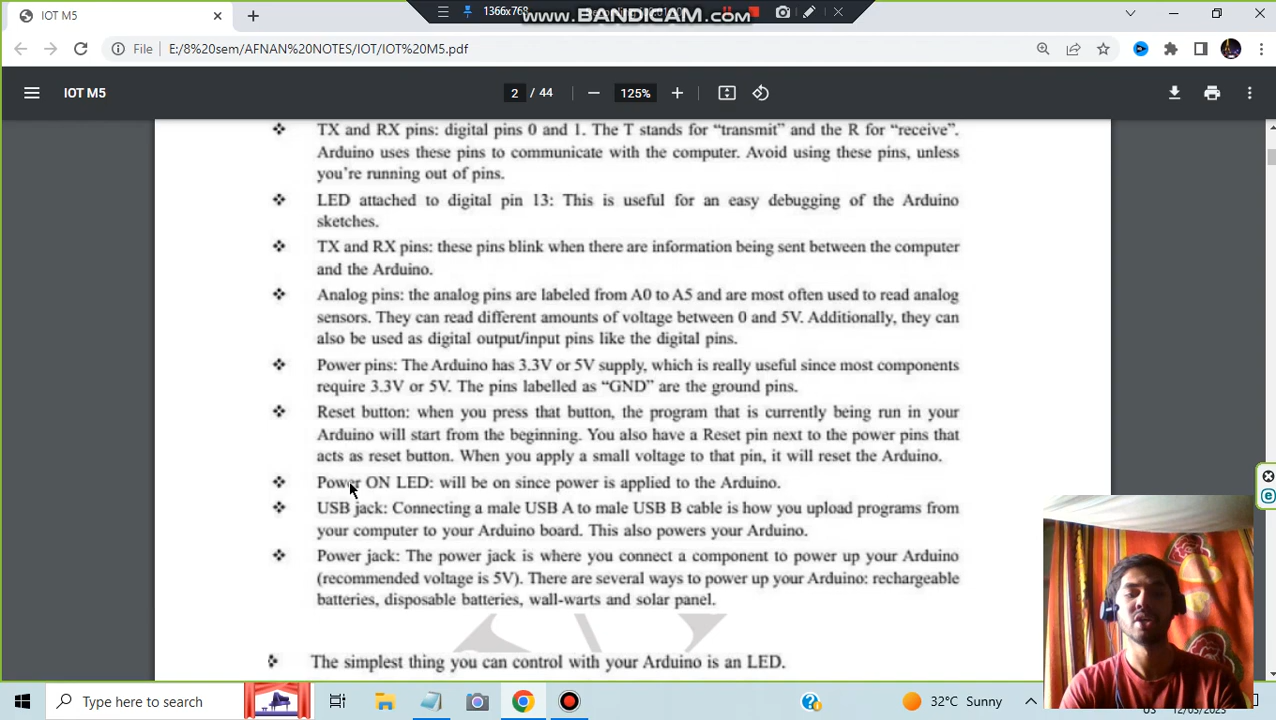 IOT M5
1366x768
www.BANDICAM.com
File
E:/8%20sem/AFNAN%20NOTES/IOT/IOT%20M5.pdf
IOT M5
2 / 44
125%
TX and RX pins: digital pins 0 and 1. The T stands for “transmit” and the R for “receive”.
Arduino uses these pins to communicate with the computer. Avoid using these pins, unless
you’re running out of pins.
LED attached to digital pin 13: This is useful for an easy debugging of the Arduino
sketches.
TX and RX pins: these pins blink when there are information being sent between the computer
and the Arduino.
Analog pins: the analog pins are labeled from A0 to A5 and are most often used to read analog
sensors. They can read different amounts of voltage between 0 and 5V. Additionally, they can
also be used as digital output/input pins like the digital pins.
Power pins: The Arduino has 3.3V or 5V supply, which is really useful since most components
require 3.3V or 5V. The pins labelled as “GND” are the ground pins.
Reset button: when you press that button, the program that is currently being run in your
Arduino will start from the beginning. You also have a Reset pin next to the power pins that
acts as reset button. When you apply a small voltage to that pin, it will reset the Arduino.
Power ON LED: will be on since power is applied to the Arduino.
USB jack: Connecting a male USB A to male USB B cable is how you upload programs from
your computer to your Arduino board. This also powers your Arduino.
Power jack: The power jack is where you connect a component to power up your Arduino
(recommended voltage is 5V). There are several ways to power up your Arduino: rechargeable
batteries, disposable batteries, wall-warts and solar panel.
The simplest thing you can control with your Arduino is an LED.
Type here to search
32°C Sunny
12/05/2023